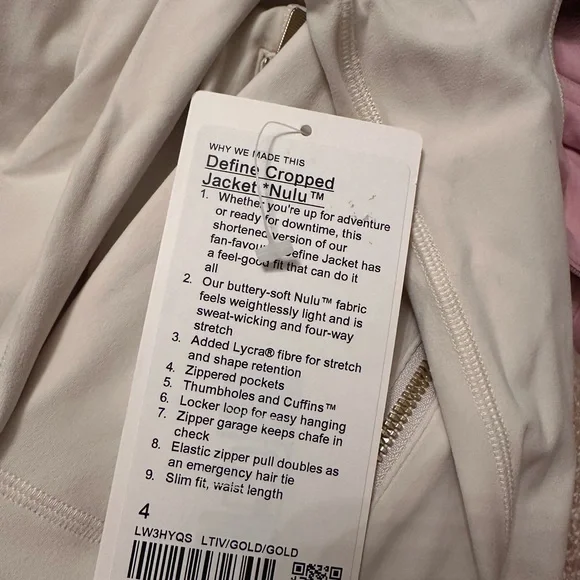 WHY WE MADE THIS
Define Cropped
Jacket *Nulu™
1. Whether you're up for adventure
or ready for downtime, this
shortened version of our
fan-favou Define Jacket has
a feel-good fit that can do it
all
2. Our buttery-soft Nulu™ fabric
feels weightlessly light and is
sweat-wicking and four-way
stretch
3. Added Lycra® fibre for stretch
and shape retention
4. Zippered pockets
5. Thumbholes and Cuffins™
6. Locker loop for easy hanging
7. Zipper garage keeps chafe in
check
8. Elastic zipper pull doubles as
an emergency hair tie
9. Slim fit, waist length
4
LW3HYQS LTIV/GOLD/GOLD